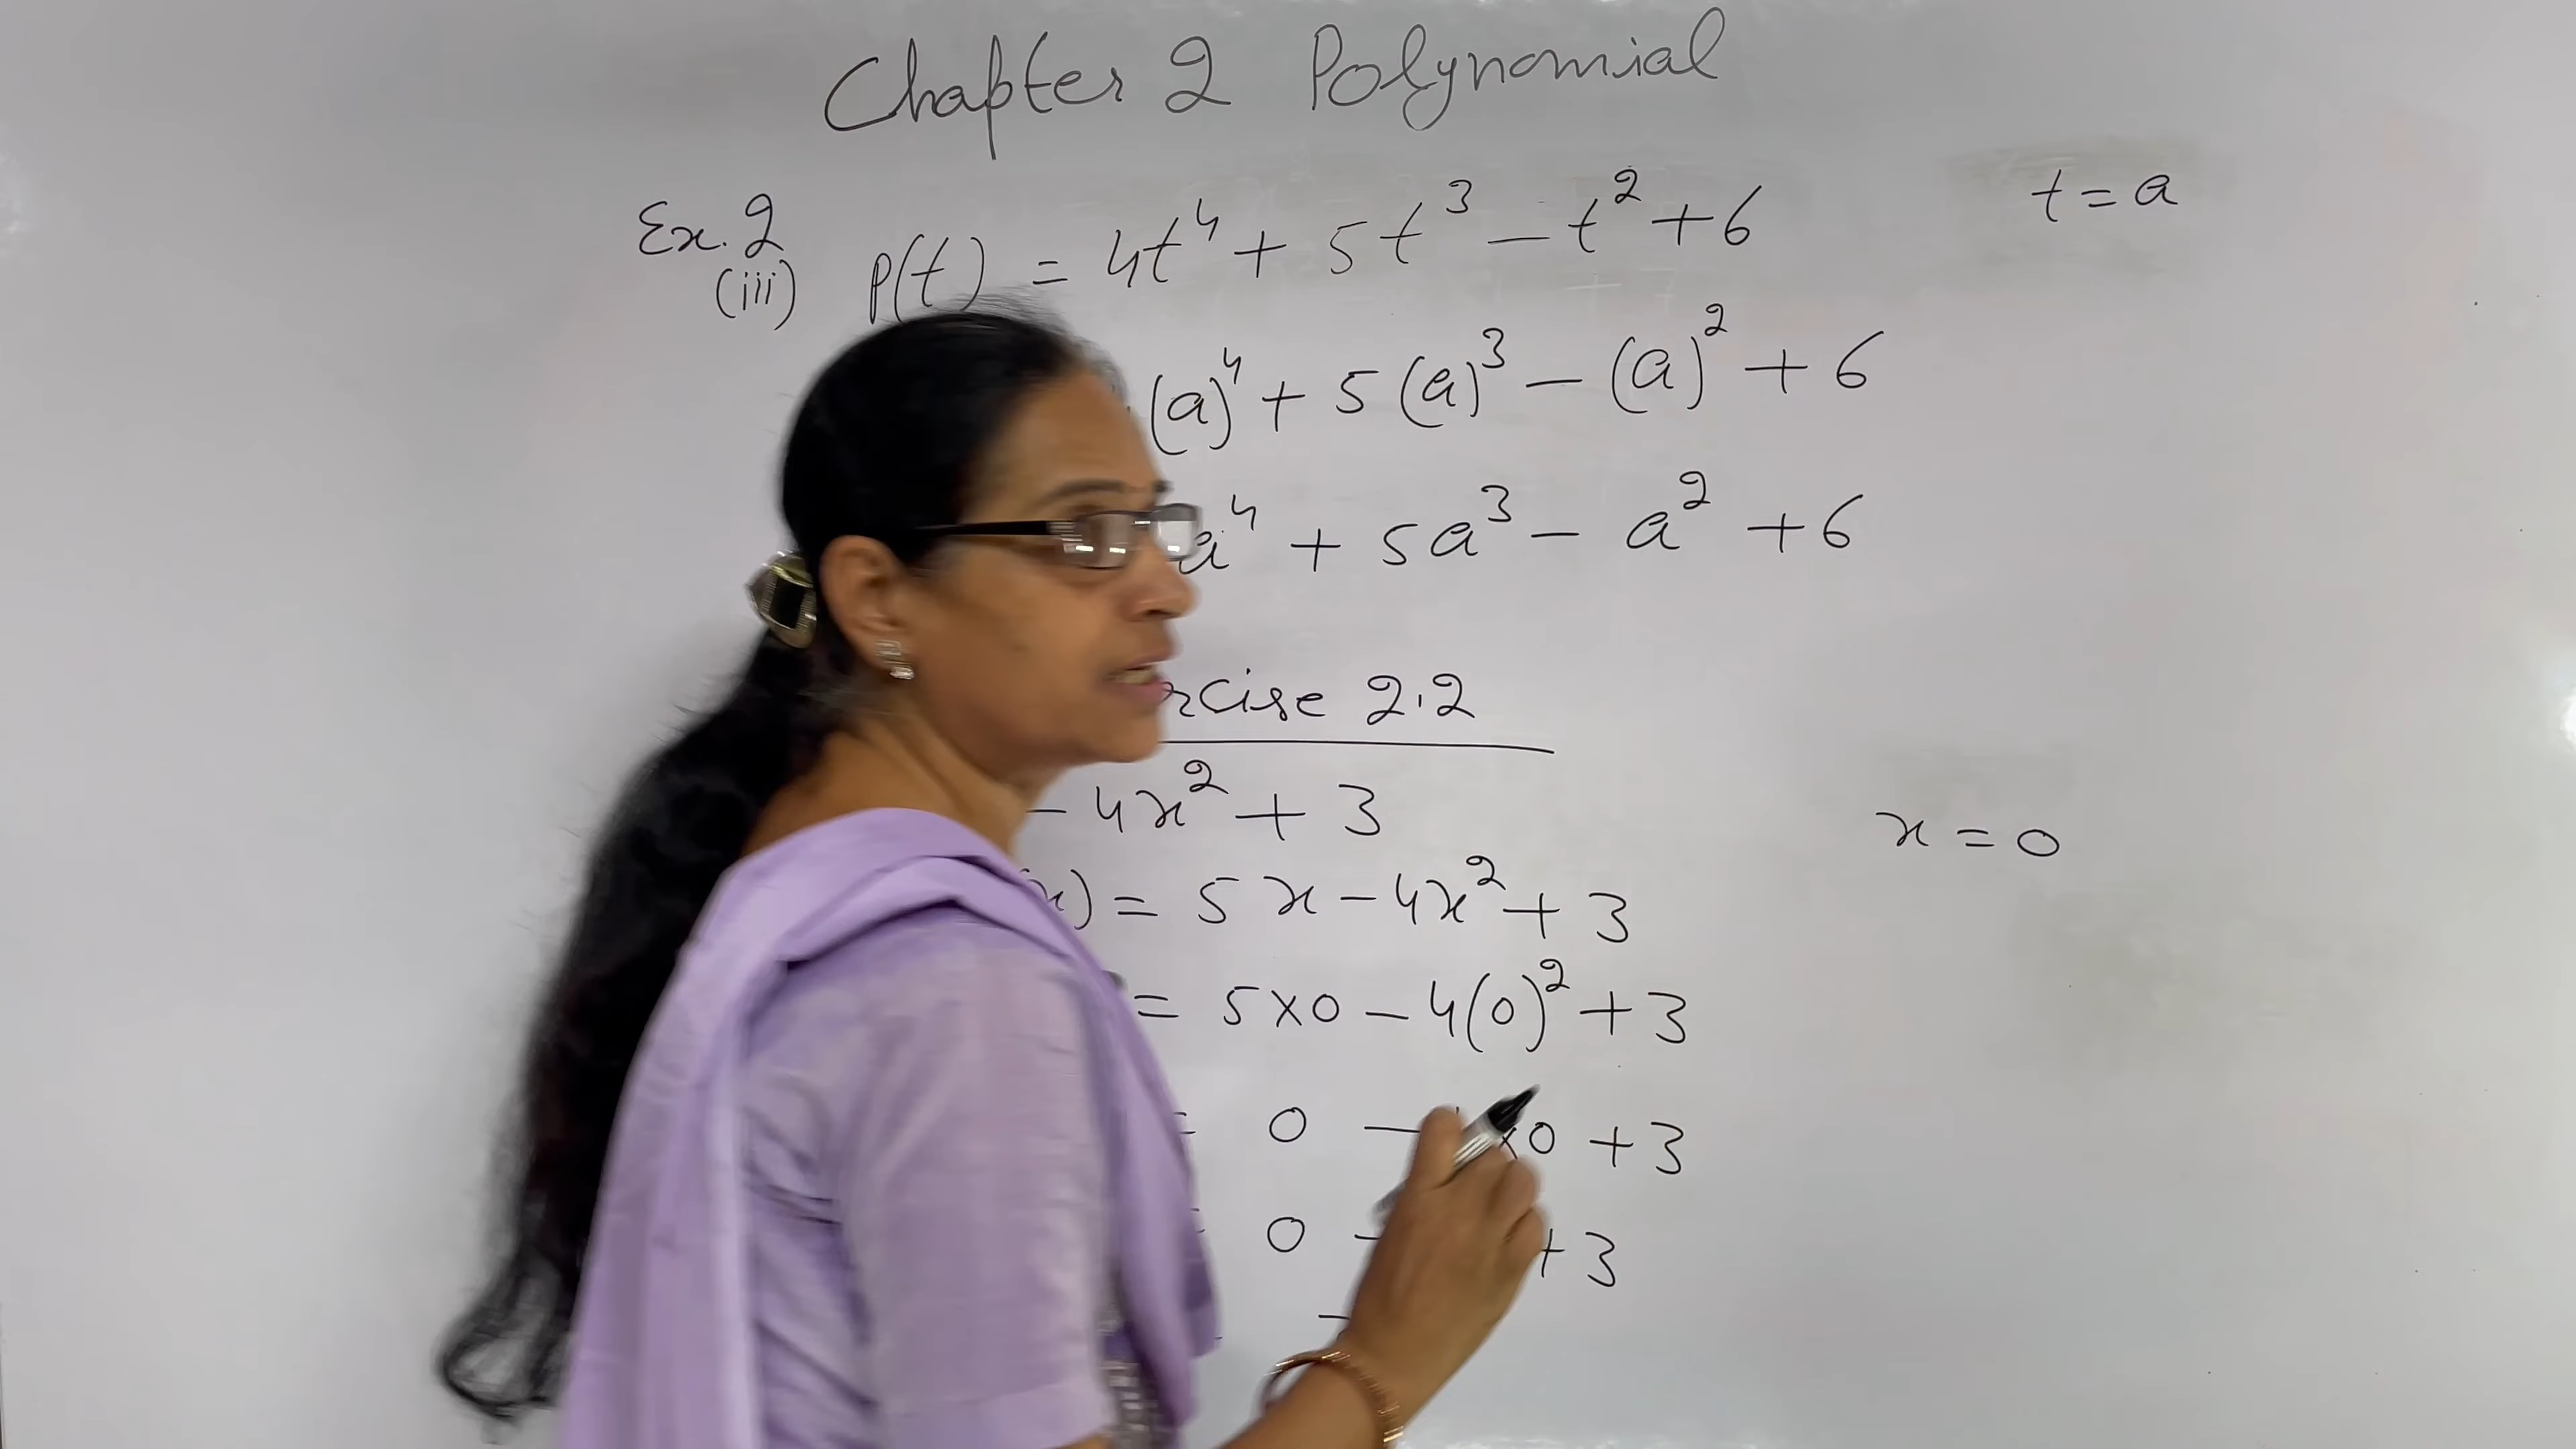 Chapter 2 Polynomial
Ex. 2
(iii) p(t) = 4t⁴ + 5t³ – t² + 6 t = a
(a)⁴ + 5(a)³ – (a)² + 6
a⁴ + 5a³ – a² + 6
rcise 2.2
– 4x² + 3 x = 0
x) = 5x – 4x² + 3
= 5×0 – 4(0)² + 3
= 0 – ×0 + 3
= 0 – + 3